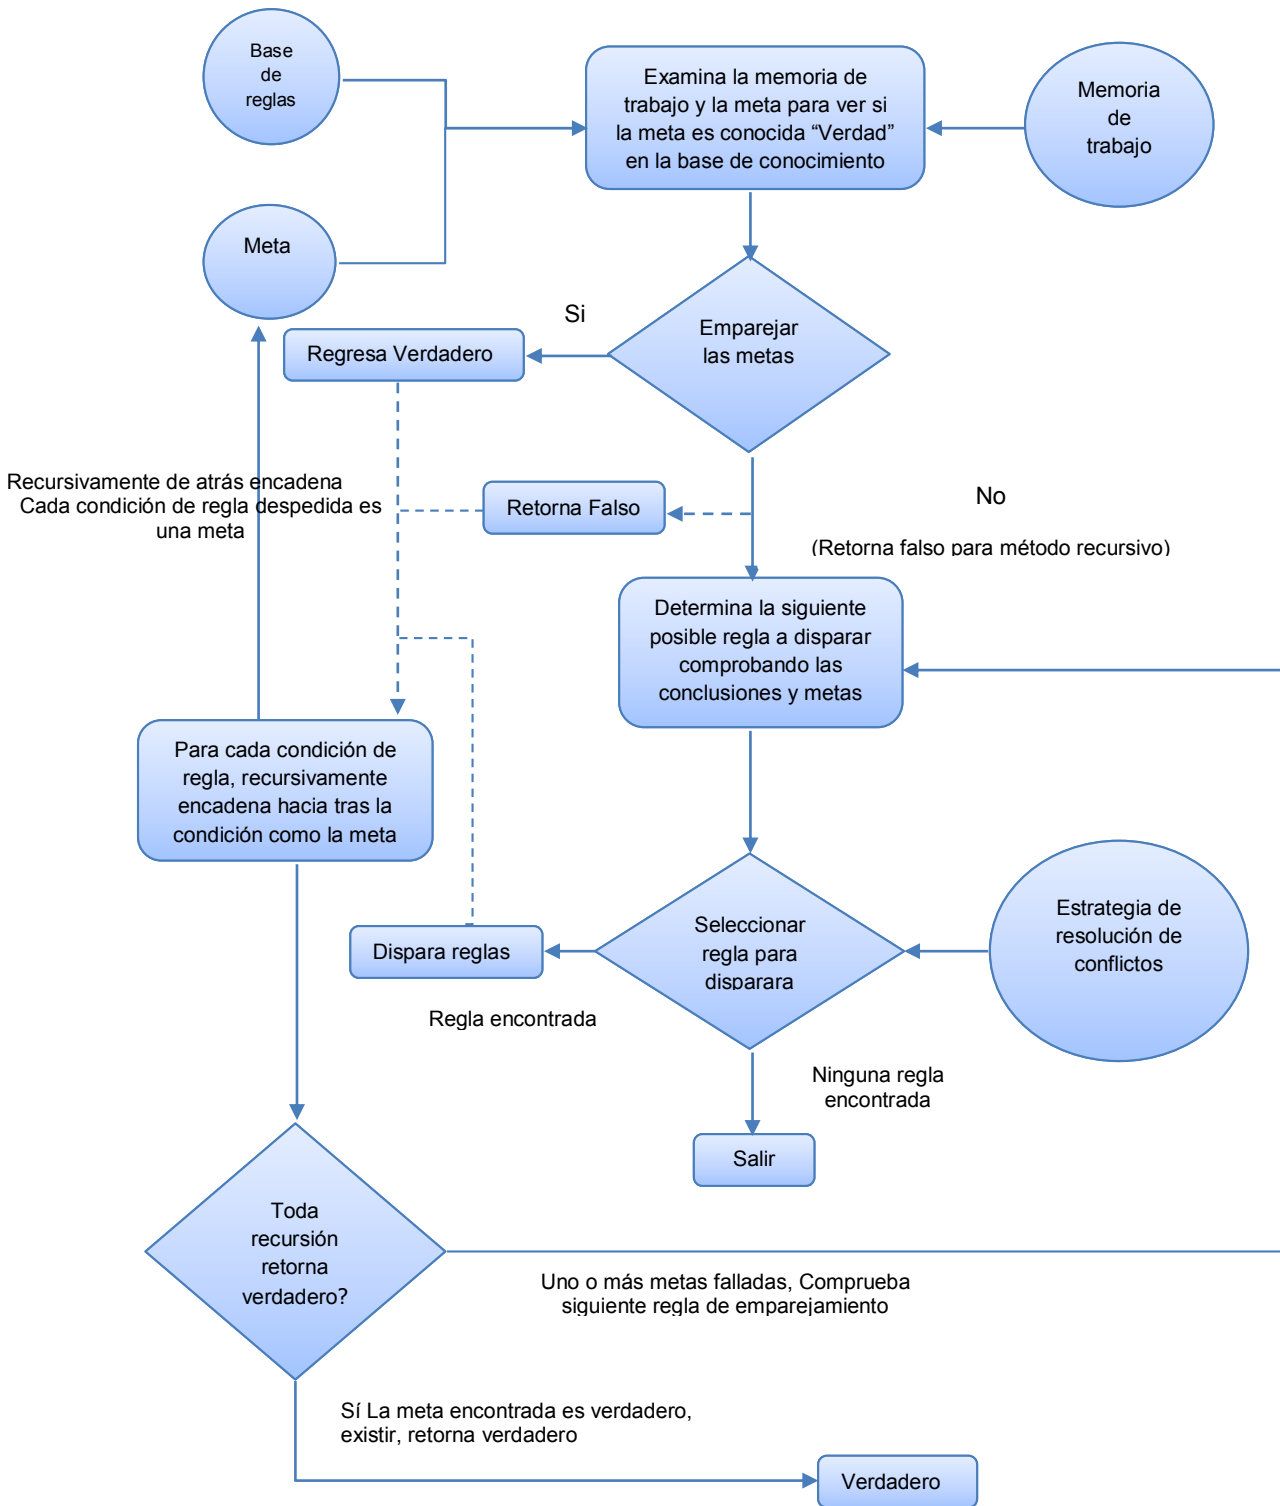 Base
de
reglas
Examina la memoria de
trabajo y la meta para ver si
la meta es conocida “Verdad”
en la base de conocimiento
Memoria
de
trabajo
Meta
Si
Emparejar
las metas
Regresa Verdadero
Recursivamente de atrás encadena
Cada condición de regla despedida es
una meta
Retorna Falso
No
(Retorna falso para método recursivo)
Determina la siguiente
posible regla a disparar
comprobando las
conclusiones y metas
Para cada condición de
regla, recursivamente
encadena hacia tras la
condición como la meta
Seleccionar
regla para
disparara
Estrategia de
resolución de
conflictos
Dispara reglas
Regla encontrada
Ninguna regla
encontrada
Salir
Toda
recursión
retorna
verdadero?
Uno o más metas falladas, Comprueba
siguiente regla de emparejamiento
Sí La meta encontrada es verdadero,
existir, retorna verdadero
Verdadero